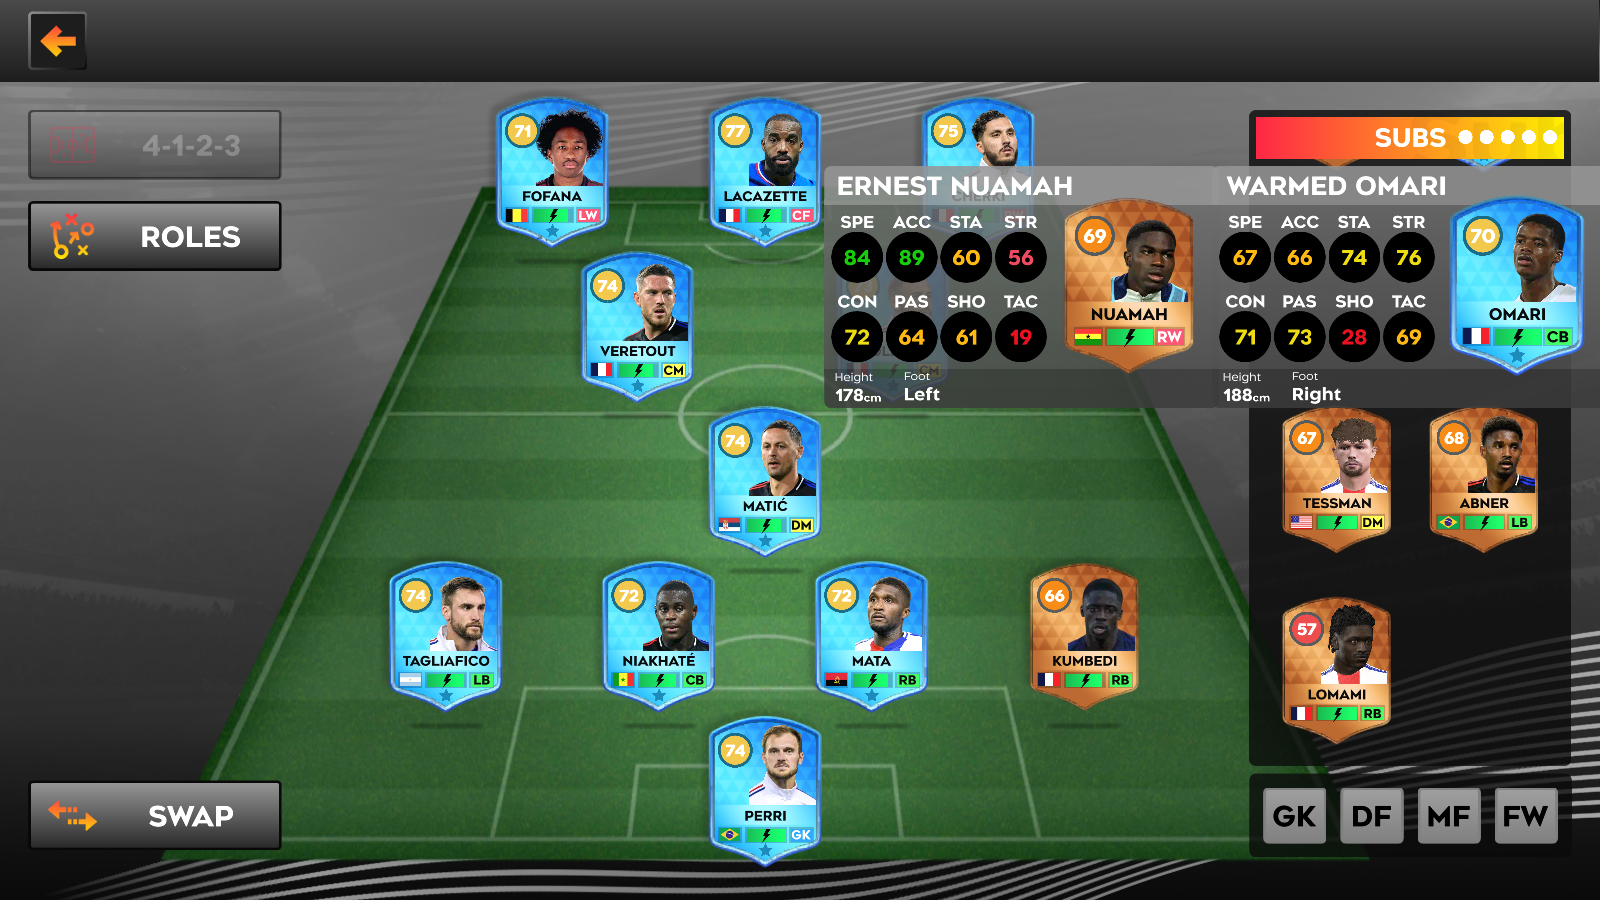 4-1-2-3
ROLES
SWAP
71
FOFANA
LW
77
LACAZETTE
CF
75
CHERKI
74
VERETOUT
CM
CM
74
MATIĆ
DM
74
TAGLIAFICO
LB
72
NIAKHATÉ
CB
72
MATA
RB
66
KUMBEDI
RB
74
PERRI
GK
SUBS
ERNEST NUAMAH
SPE ACC STA STR
84 89 60 56
CON PAS SHO TAC
72 64 61 19
Height Foot
178cm Left
69
NUAMAH
RW
WARMED OMARI
SPE ACC STA STR
67 66 74 76
CON PAS SHO TAC
71 73 28 69
Height Foot
188cm Right
70
OMARI
CB
67
TESSMAN
DM
68
ABNER
LB
57
LOMAMI
RB
GK DF MF FW